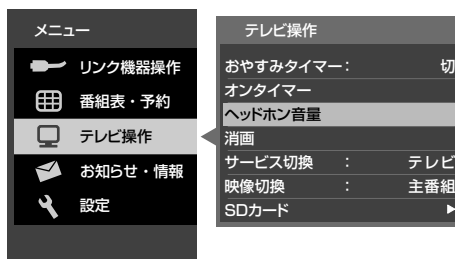 メニュー
リンク機器操作
番組表・予約
テレビ操作
お知らせ・情報
設定
テレビ操作
おやすみタイマー： 切
オンタイマー
ヘッドホン音量
消画
サービス切換 ： テレビ
映像切換 ： 主番組
SDカード